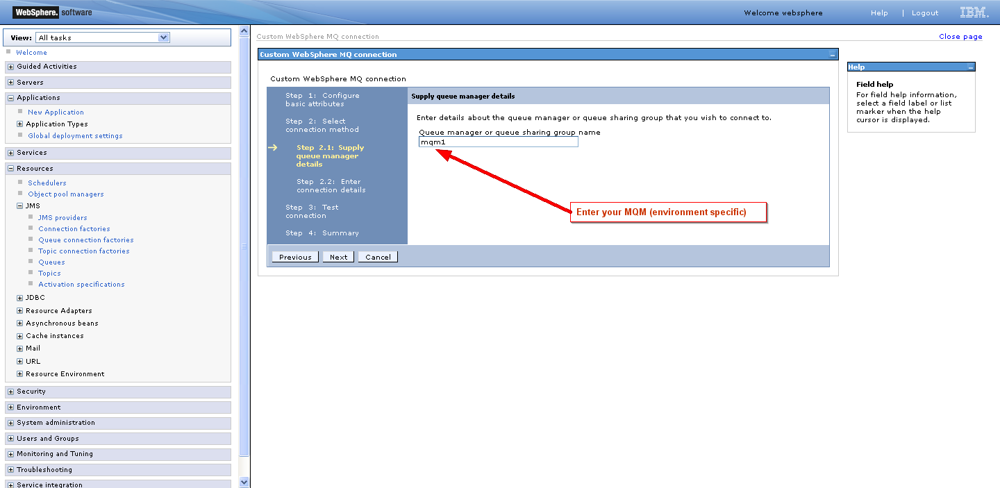 WebSphere. software
Welcome websphere
Help | Logout
IBM.
View: All tasks
Welcome
Guided Activities
Servers
Applications
New Application
Application Types
Global deployment settings
Services
Resources
Schedulers
Object pool managers
JMS
JMS providers
Connection factories
Queue connection factories
Topic connection factories
Queues
Topics
Activation specifications
JDBC
Resource Adapters
Asynchronous beans
Cache instances
Mail
URL
Resource Environment
Security
Environment
System administration
Users and Groups
Monitoring and Tuning
Troubleshooting
Service integration
Custom WebSphere MQ connection
Close page
Custom WebSphere MQ connection
Custom WebSphere MQ connection
Step 1: Configure
basic attributes
Step 2: Select
connection method
Step 2.1: Supply
queue manager
details
Step 2.2: Enter
connection details
Step 3: Test
connection
Step 4: Summary
Supply queue manager details
Enter details about the queue manager or queue sharing group that you wish to connect to.
Queue manager or queue sharing group name
mqm1
Enter your MQM (environment specific)
Previous Next Cancel
Help
Field help
For field help information,
select a field label or list
marker when the help
cursor is displayed.